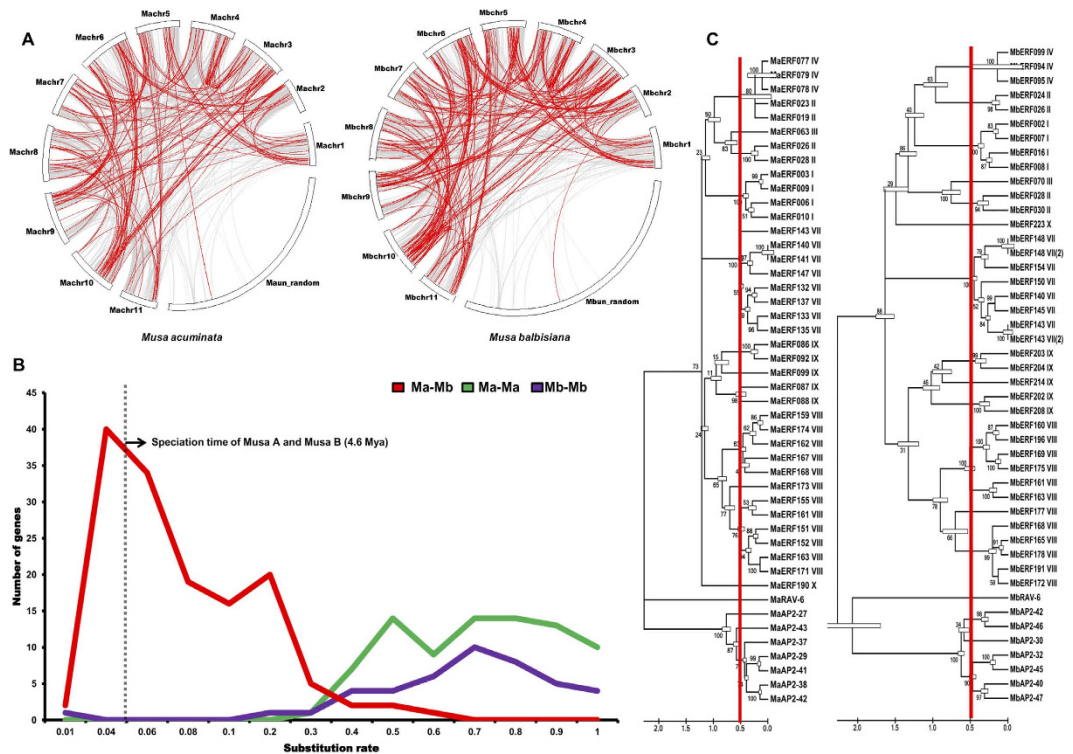 A
Machr5
Machr4
Machr6
Machr3
Machr7
Machr2
Machr8
Machr1
Machr9
Machr10
Machr11
Maun_random
Musa acuminata
Mbchr5
Mbchr4
Mbchr6
Mbchr3
Mbchr7
Mbchr2
Mbchr8
Mbchr1
Mbchr9
Mbchr10
Mbchr11
Mbun_random
Musa balbisiana
B
Ma-Mb
Ma-Ma
Mb-Mb
Speciation time of Musa A and Musa B (4.6 Mya)
Number of genes
45
40
35
30
25
20
15
10
5
0
0.01 0.04 0.06 0.08 0.1 0.2 0.3 0.4 0.5 0.6 0.7 0.8 0.9 1
Substitution rate
C
MaERF077 IV
MaERF079 IV
MaERF078 IV
MaERF023 II
MaERF019 II
MaERF063 III
MaERF026 II
MaERF028 II
MaERF003 I
MaERF009 I
MaERF006 I
MaERF010 I
MaERF143 VII
MaERF140 VII
MaERF141 VII
MaERF147 VII
MaERF132 VII
MaERF137 VII
MaERF133 VII
MaERF135 VII
MaERF086 IX
MaERF092 IX
MaERF099 IX
MaERF087 IX
MaERF088 IX
MaERF159 VIII
MaERF174 VIII
MaERF162 VIII
MaERF167 VIII
MaERF168 VIII
MaERF173 VIII
MaERF155 VIII
MaERF161 VIII
MaERF151 VIII
MaERF152 VIII
MaERF163 VIII
MaERF171 VIII
MaERF190 X
MaRAV-6
MaAP2-27
MaAP2-43
MaAP2-37
MaAP2-29
MaAP2-41
MaAP2-38
MaAP2-42
2.0 1.5 1.0 0.5 0.0
MbERF099 IV
MbERF094 IV
MbERF095 IV
MbERF024 II
MbERF026 II
MbERF002 I
MbERF007 I
MbERF016 I
MbERF008 I
MbERF070 III
MbERF028 II
MbERF030 II
MbERF223 X
MbERF148 VII
MbERF148 VII(2)
MbERF154 VII
MbERF150 VII
MbERF140 VII
MbERF145 VII
MbERF143 VII
MbERF143 VII(2)
MbERF203 IX
MbERF204 IX
MbERF214 IX
MbERF202 IX
MbERF208 IX
MbERF160 VIII
MbERF196 VIII
MbERF169 VIII
MbERF175 VIII
MbERF161 VIII
MbERF163 VIII
MbERF177 VIII
MbERF168 VIII
MbERF165 VIII
MbERF178 VIII
MbERF191 VIII
MbERF172 VIII
MbRAV-6
MbAP2-42
MbAP2-46
MbAP2-30
MbAP2-32
MbAP2-45
MbAP2-40
MbAP2-47
2.0 1.5 1.0 0.5 0.0